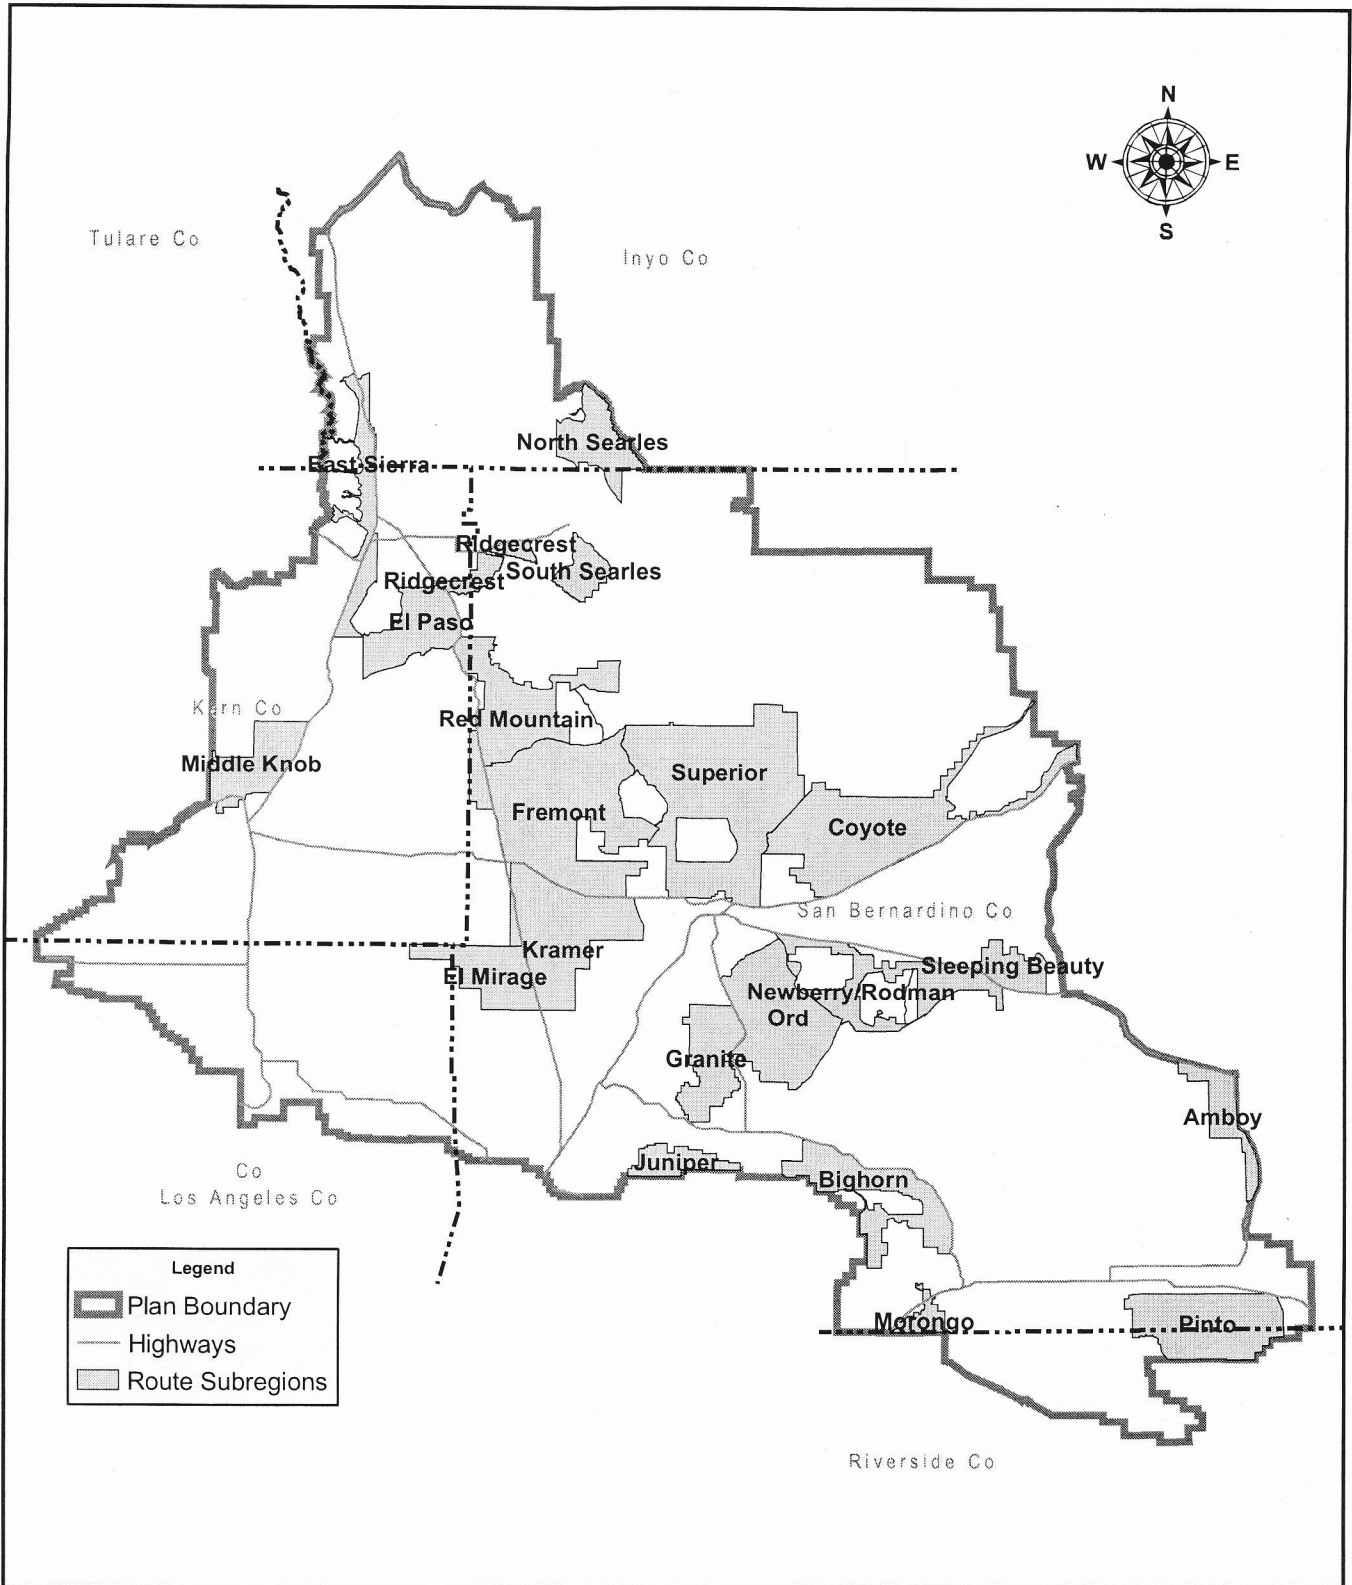 N
W E
S
Tulare Co
Inyo Co
North Searles
East Sierra
Ridgecrest
South Searles
Ridgecrest
El Paso
Kern Co
Red Mountain
Middle Knob
Superior
Fremont
Coyote
San Bernardino Co
Kramer
El Mirage
Sleeping Beauty
Newberry/Rodman
Ord
Granite
Amboy
Juniper
Bighorn
Co
Los Angeles Co
Morongo
Pinto
Legend
Plan Boundary
Highways
Route Subregions
Riverside Co